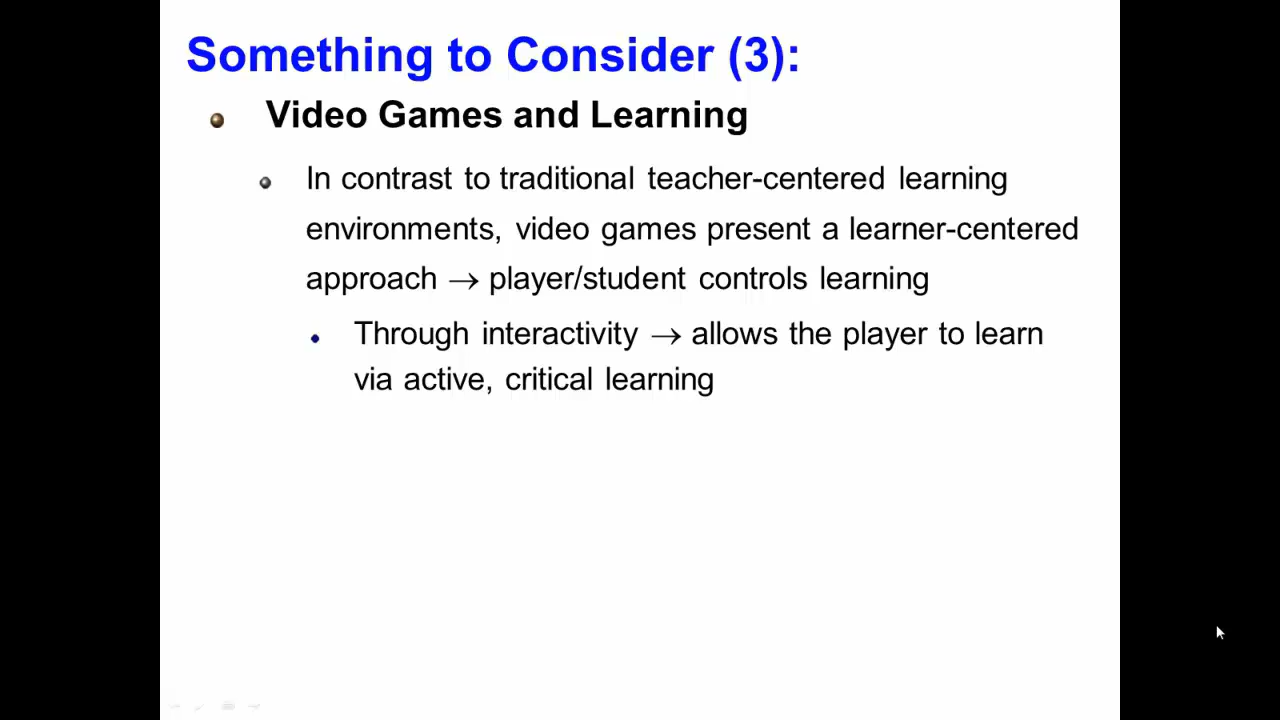 Something to Consider (3):
Video Games and Learning
In contrast to traditional teacher-centered learning
environments, video games present a learner-centered
approach → player/student controls learning
Through interactivity → allows the player to learn
via active, critical learning